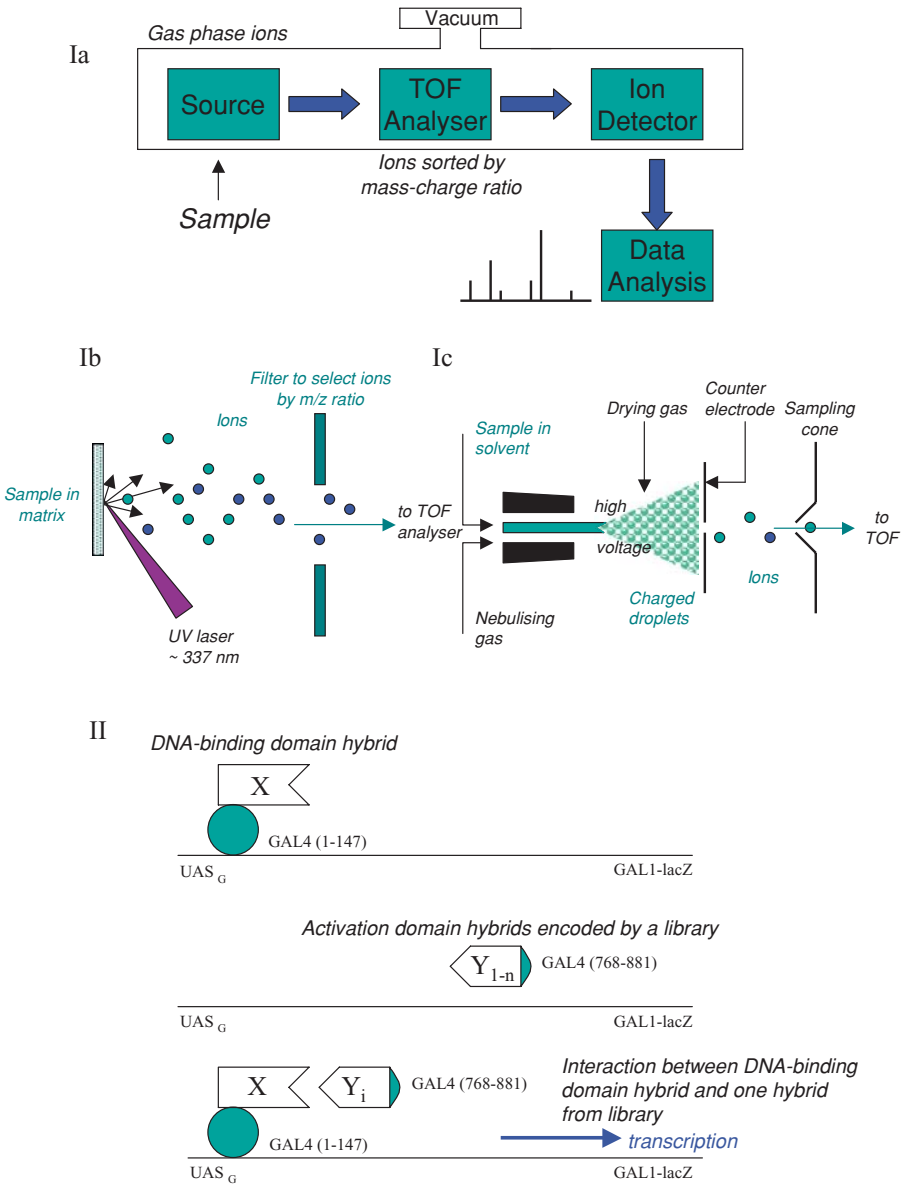 Ia
Gas phase ions
Vacuum
Source
TOF
Analyser
Ion
Detector
Ions sorted by
mass-charge ratio
Sample
Data
Analysis
Ib
Filter to select ions
by m/z ratio
Ions
Sample in
matrix
to TOF
analyser
UV laser
~ 337 nm
Ic
Drying gas
Counter
electrode
Sampling
cone
Sample in
solvent
high
voltage
to
TOF
Ions
Charged
droplets
Nebulising
gas
II
DNA-binding domain hybrid
X
GAL4 (1-147)
UAS G
GAL1-lacZ
Activation domain hybrids encoded by a library
Y1-n
GAL4 (768-881)
UAS G
GAL1-lacZ
X
Yi
GAL4 (768-881)
Interaction between DNA-binding
domain hybrid and one hybrid
from library
GAL4 (1-147)
transcription
UAS G
GAL1-lacZ